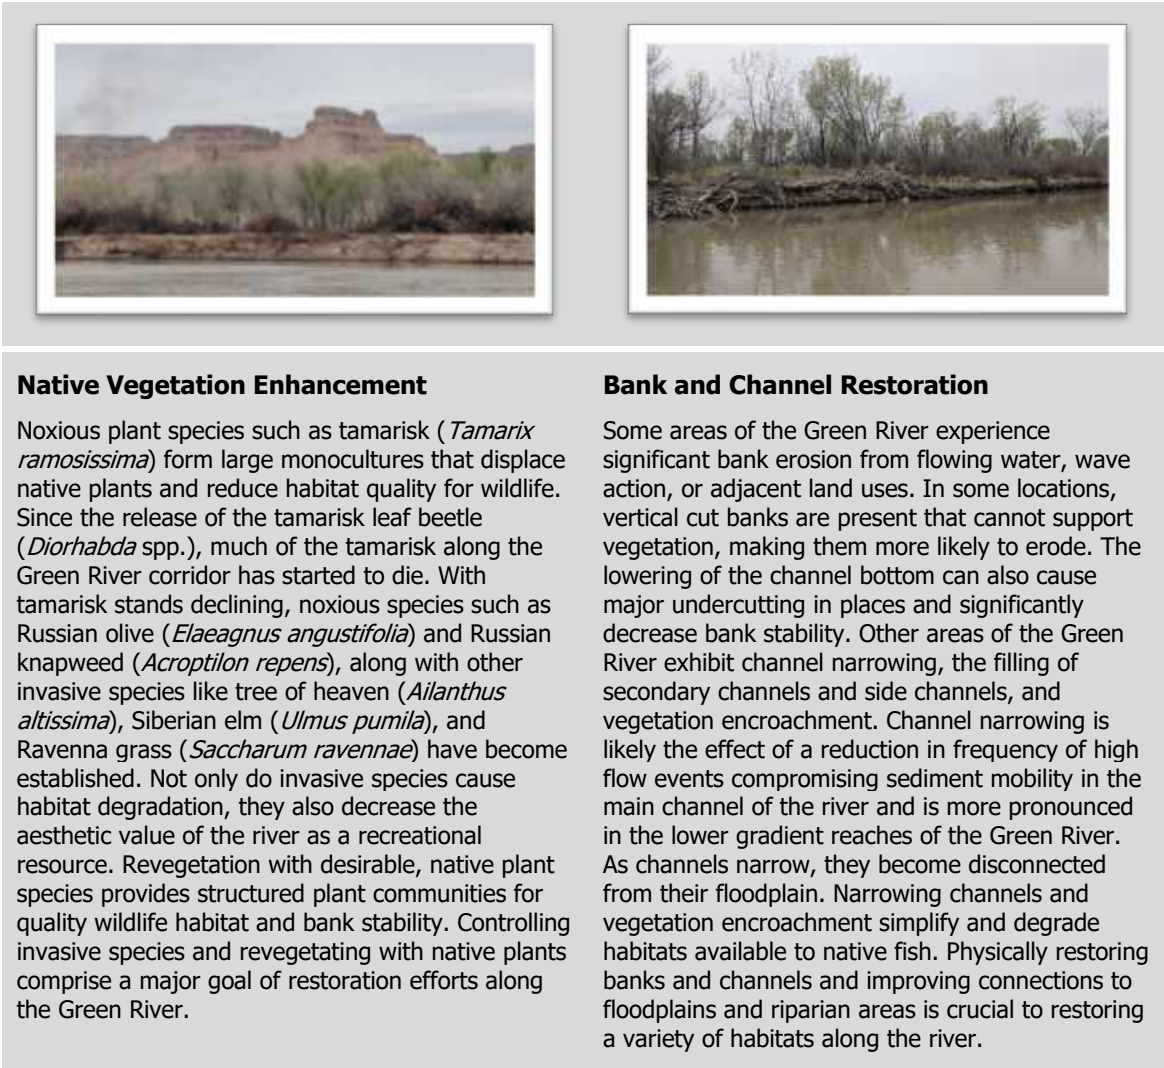 Native Vegetation Enhancement
Noxious plant species such as tamarisk (Tamarix
ramosissima) form large monocultures that displace
native plants and reduce habitat quality for wildlife.
Since the release of the tamarisk leaf beetle
(Diorhabda spp.), much of the tamarisk along the
Green River corridor has started to die. With
tamarisk stands declining, noxious species such as
Russian olive (Elaeagnus angustifolia) and Russian
knapweed (Acroptilon repens), along with other
invasive species like tree of heaven (Ailanthus
altissima), Siberian elm (Ulmus pumila), and
Ravenna grass (Saccharum ravennae) have become
established. Not only do invasive species cause
habitat degradation, they also decrease the
aesthetic value of the river as a recreational
resource. Revegetation with desirable, native plant
species provides structured plant communities for
quality wildlife habitat and bank stability. Controlling
invasive species and revegetating with native plants
comprise a major goal of restoration efforts along
the Green River.
Bank and Channel Restoration
Some areas of the Green River experience
significant bank erosion from flowing water, wave
action, or adjacent land uses. In some locations,
vertical cut banks are present that cannot support
vegetation, making them more likely to erode. The
lowering of the channel bottom can also cause
major undercutting in places and significantly
decrease bank stability. Other areas of the Green
River exhibit channel narrowing, the filling of
secondary channels and side channels, and
vegetation encroachment. Channel narrowing is
likely the effect of a reduction in frequency of high
flow events compromising sediment mobility in the
main channel of the river and is more pronounced
in the lower gradient reaches of the Green River.
As channels narrow, they become disconnected
from their floodplain. Narrowing channels and
vegetation encroachment simplify and degrade
habitats available to native fish. Physically restoring
banks and channels and improving connections to
floodplains and riparian areas is crucial to restoring
a variety of habitats along the river.